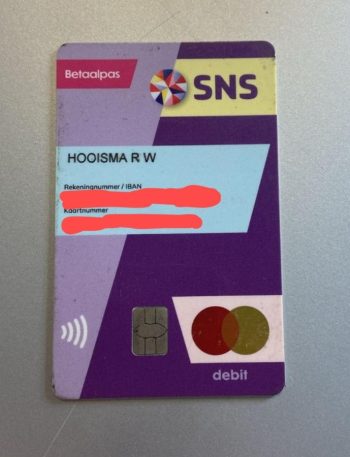 Betaalpas
SNS
HOOISMA R W
Rekeningnummer / IBAN
Kaartnummer
debit